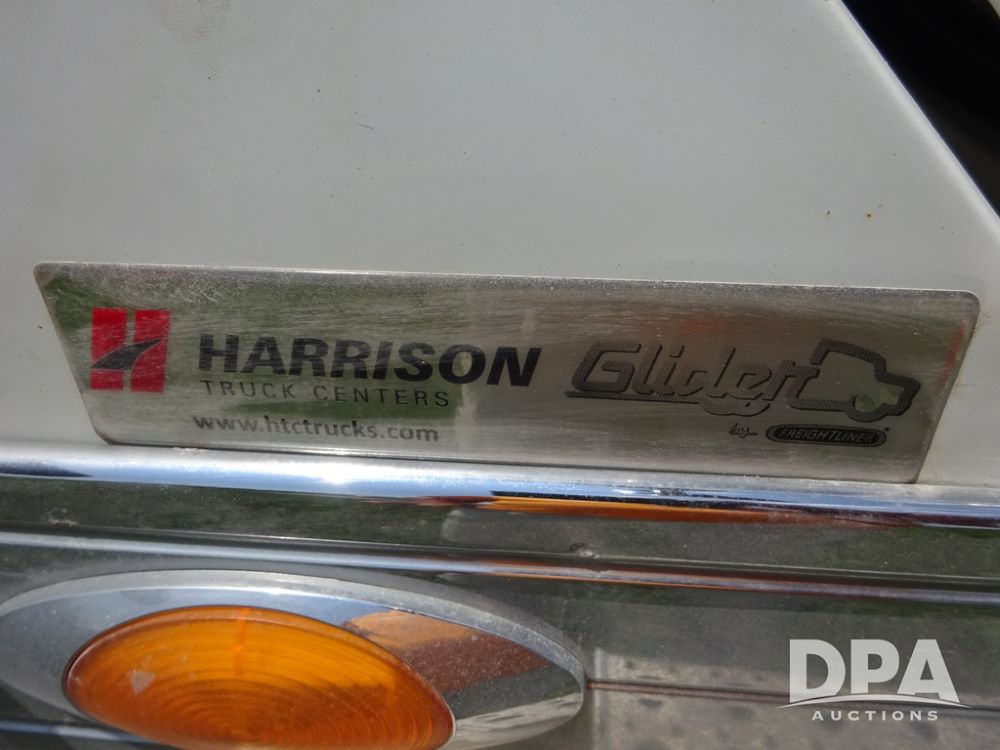 HARRISON
TRUCK CENTERS
www.htctrucks.com
Glider
by
FREIGHTLINER
DPA
AUCTIONS